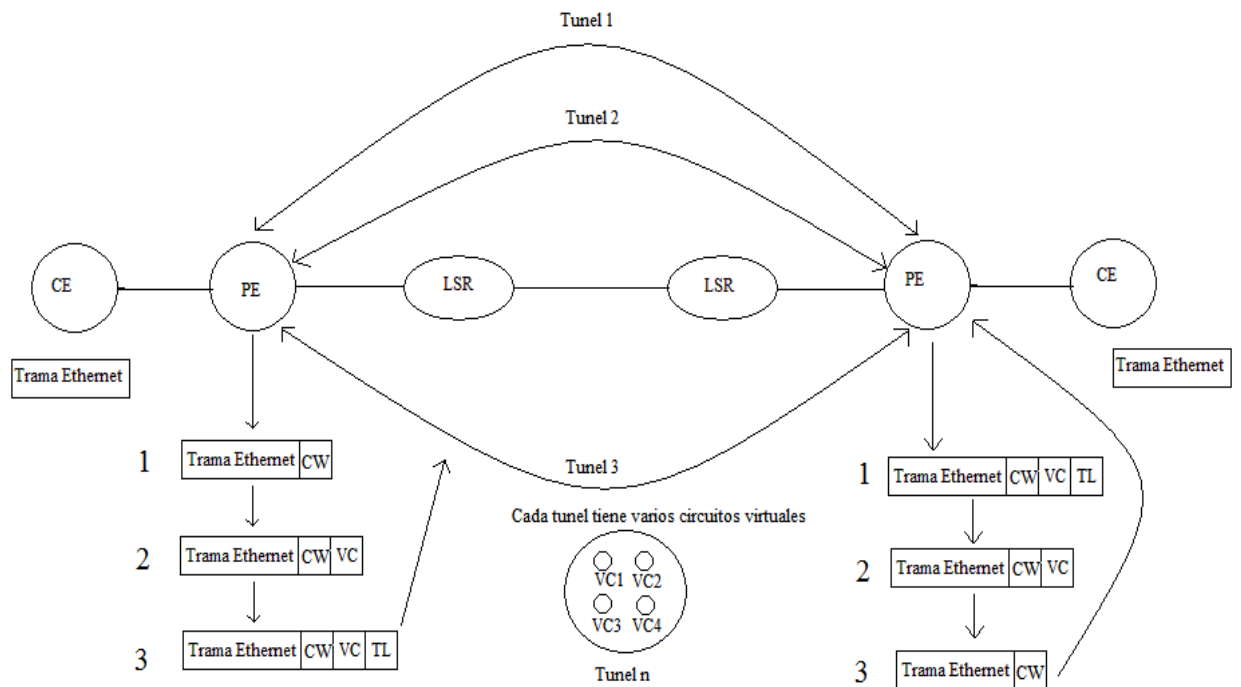 Tunel 1
Tunel 2
CE
PE
LSR
LSR
PE
CE
Trama Ethernet
Trama Ethernet
Tunel 3
1
Trama Ethernet CW
2
Trama Ethernet CW VC
3
Trama Ethernet CW VC TL
Cada tunel tiene varios circuitos virtuales
VC1 VC2
VC3 VC4
Tunel n
1
Trama Ethernet CW VC TL
2
Trama Ethernet CW VC
3
Trama Ethernet CW